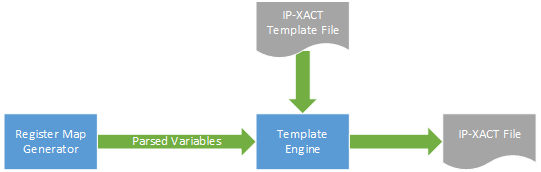 IP-XACT
Template File
Register Map
Generator
Parsed Variables
Template
Engine
IP-XACT File